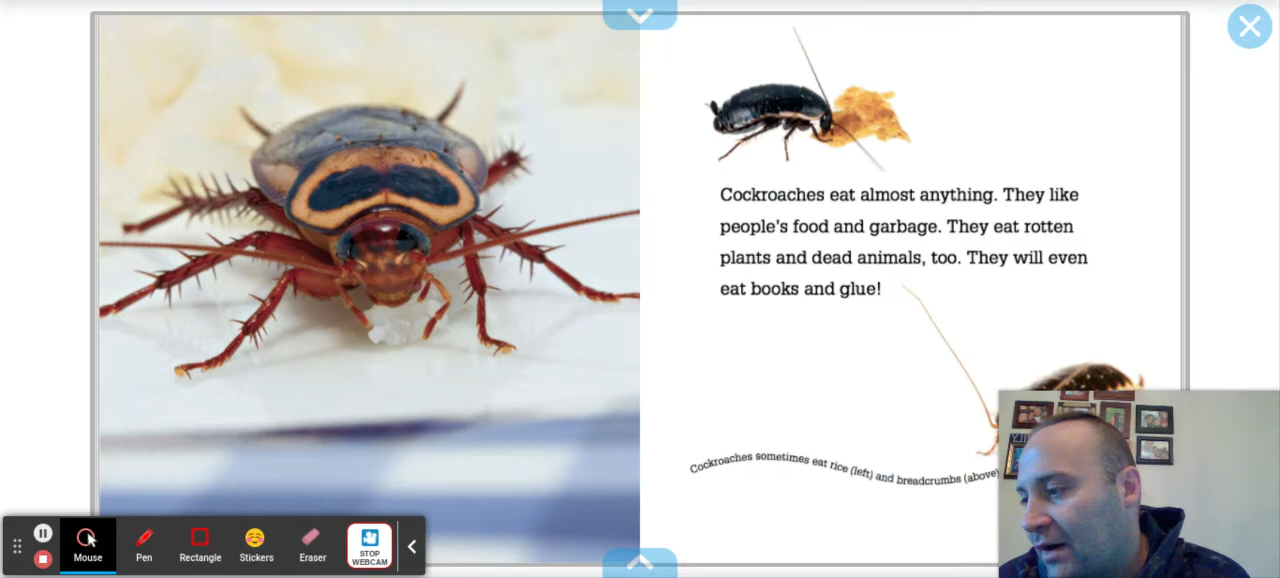 Cockroaches eat almost anything. They like
people's food and garbage. They eat rotten
plants and dead animals, too. They will even
eat books and glue!
Cockroaches sometimes eat rice (left) and breadcrumbs (above)
Mouse
Pen
Rectangle
Stickers
Eraser
STOP
WEBCAM